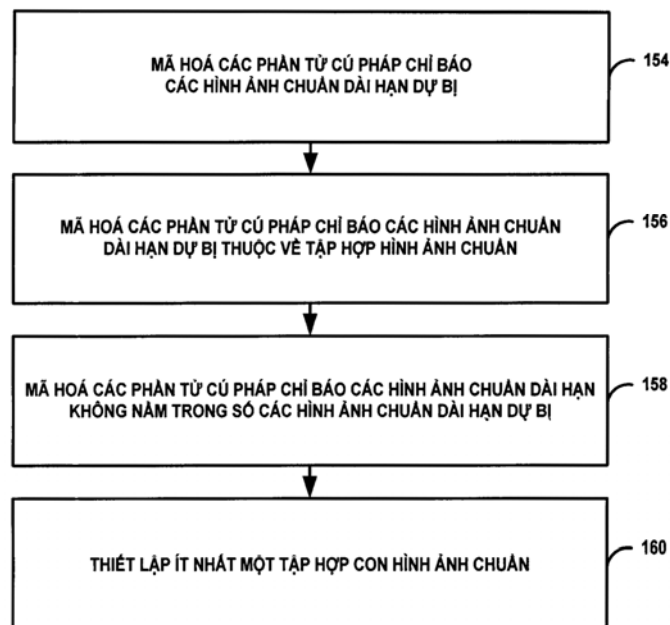 MÃ HOÁ CÁC PHẦN TỬ CÚ PHÁP CHỈ BÁO
CÁC HÌNH ẢNH CHUẨN DÀI HẠN DỰ BỊ
154
MÃ HOÁ CÁC PHẦN TỬ CÚ PHÁP CHỈ BÁO CÁC HÌNH ẢNH CHUẨN
DÀI HẠN DỰ BỊ THUỘC VỀ TẬP HỢP HÌNH ẢNH CHUẨN
156
MÃ HOÁ CÁC PHẦN TỬ CÚ PHÁP CHỈ BÁO CÁC HÌNH ẢNH CHUẨN DÀI HẠN
KHÔNG NẰM TRONG SỐ CÁC HÌNH ẢNH CHUẨN DÀI HẠN DỰ BỊ
158
THIẾT LẬP ÍT NHẤT MỘT TẬP HỢP CON HÌNH ẢNH CHUẨN
160